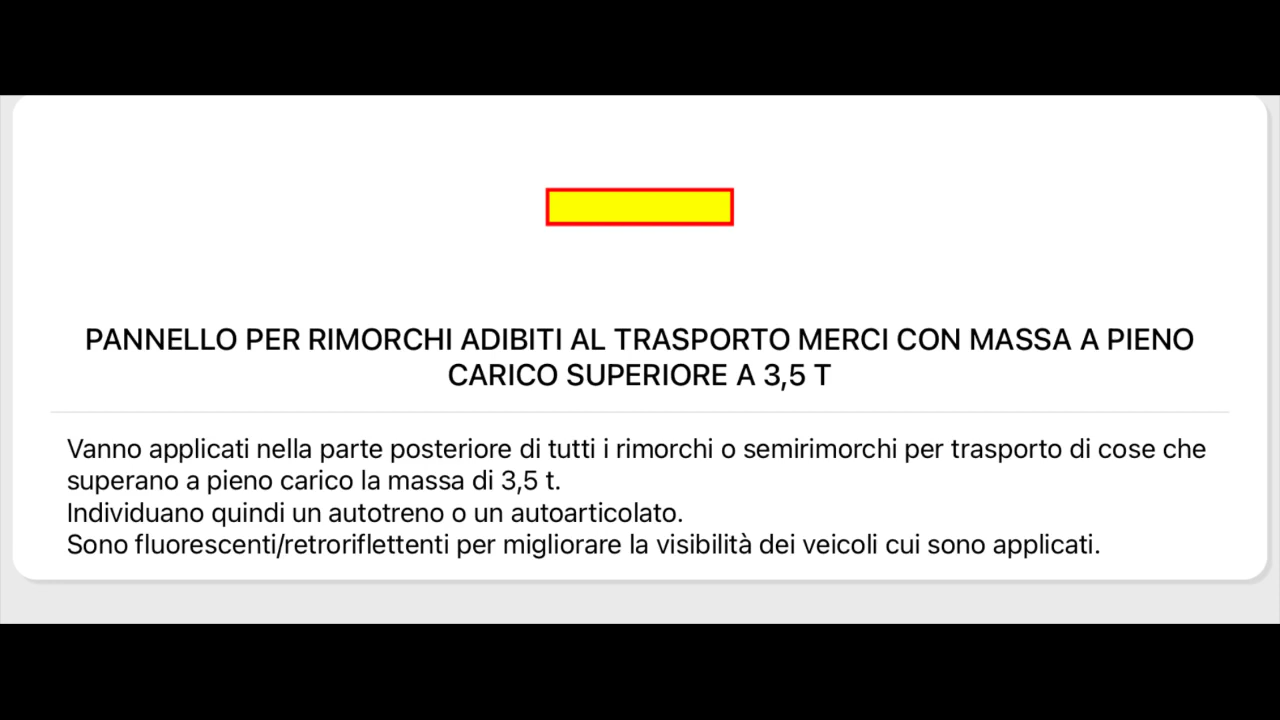 PANNELLO PER RIMORCHI ADIBITI AL TRASPORTO MERCI CON MASSA A PIENO
CARICO SUPERIORE A 3,5 T
Vanno applicati nella parte posteriore di tutti i rimorchi o semirimorchi per trasporto di cose che
superano a pieno carico la massa di 3,5 t.
Individuano quindi un autotreno o un autoarticolato.
Sono fluorescenti/retroriflettenti per migliorare la visibilità dei veicoli cui sono applicati.